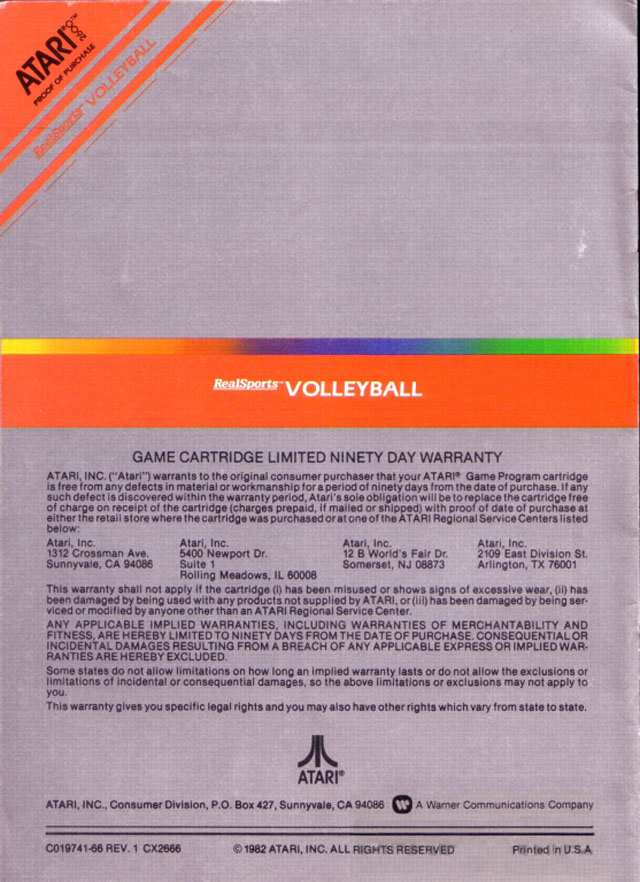 ATARI® 2600™
PROOF OF PURCHASE
RealSports™ VOLLEYBALL
RealSports™ VOLLEYBALL
GAME CARTRIDGE LIMITED NINETY DAY WARRANTY
ATARI, INC. ("Atari") warrants to the original consumer purchaser that your ATARI® Game Program cartridge
is free from any defects in material or workmanship for a period of ninety days from the date of purchase. If any
such defect is discovered within the warranty period, Atari's sole obligation will be to replace the cartridge free
of charge on receipt of the cartridge (charges prepaid, if mailed or shipped) with proof of date of purchase at
either the retail store where the cartridge was purchased or at one of the ATARI Regional Service Centers listed
below:
Atari, Inc.
1312 Crossman Ave.
Sunnyvale, CA 94086
Atari, Inc.
5400 Newport Dr.
Suite 1
Rolling Meadows, IL 60008
Atari, Inc.
12 B World's Fair Dr.
Somerset, NJ 08873
Atari, Inc.
2109 East Division St.
Arlington, TX 76001
This warranty shall not apply if the cartridge (i) has been misused or shows signs of excessive wear, (ii) has
been damaged by being used with any products not supplied by ATARI, or (iii) has been damaged by being ser-
viced or modified by anyone other than an ATARI Regional Service Center.
ANY APPLICABLE IMPLIED WARRANTIES, INCLUDING WARRANTIES OF MERCHANTABILITY AND
FITNESS, ARE HEREBY LIMITED TO NINETY DAYS FROM THE DATE OF PURCHASE. CONSEQUENTIAL OR
INCIDENTAL DAMAGES RESULTING FROM A BREACH OF ANY APPLICABLE EXPRESS OR IMPLIED WAR-
RANTIES ARE HEREBY EXCLUDED.
Some states do not allow limitations on how long an implied warranty lasts or do not allow the exclusions or
limitations of incidental or consequential damages, so the above limitations or exclusions may not apply to
you.
This warranty gives you specific legal rights and you may also have other rights which vary from state to state.
ATARI®
ATARI, INC., Consumer Division, P.O. Box 427, Sunnyvale, CA 94086 W A Warner Communications Company
C019741-66 REV. 1 CX2666 © 1982 ATARI, INC. ALL RIGHTS RESERVED Printed in U.S.A.